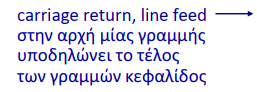 carriage return, line feed
στην αρχή μίας γραμμής
υποδηλώνει το τέλος
των γραμμών κεφαλίδος